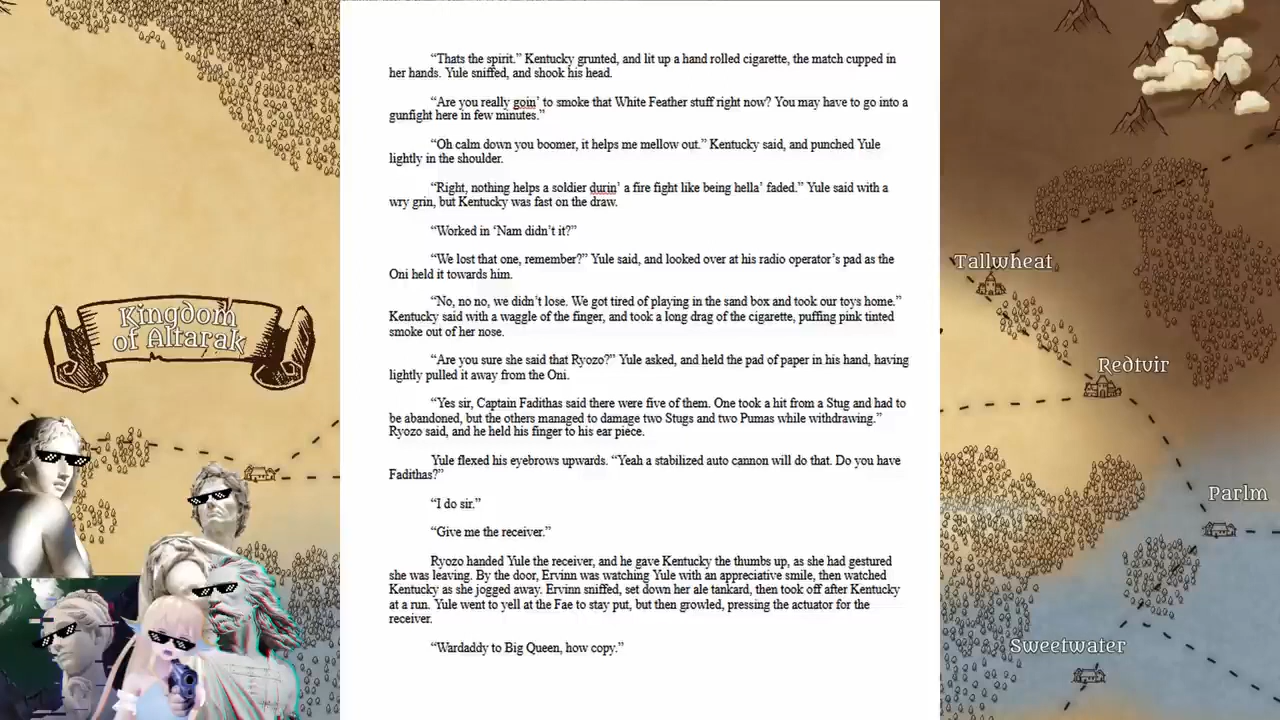 “Thats the spirit.” Kentucky grunted, and lit up a hand rolled cigarette, the match cupped in
her hands. Yule sniffed, and shook his head.
“Are you really goin’ to smoke that White Feather stuff right now? You may have to go into a
gunfight here in few minutes.”
“Oh calm down you boomer, it helps me mellow out.” Kentucky said, and punched Yule
lightly in the shoulder.
“Right, nothing helps a soldier durin’ a fire fight like being hella’ faded.” Yule said with a
wry grin, but Kentucky was fast on the draw.
“Worked in ‘Nam didn’t it?”
“We lost that one, remember?” Yule said, and looked over at his radio operator’s pad as the
Oni held it towards him.
“No, no no, we didn’t lose. We got tired of playing in the sand box and took our toys home.”
Kentucky said with a waggle of the finger, and took a long drag of the cigarette, puffing pink tinted
smoke out of her nose.
“Are you sure she said that Ryozo?” Yule asked, and held the pad of paper in his hand, having
lightly pulled it away from the Oni.
“Yes sir, Captain Fadithas said there were five of them. One took a hit from a Stug and had to
be abandoned, but the others managed to damage two Stugs and two Pumas while withdrawing.”
Ryozo said, and he held his finger to his ear piece.
Yule flexed his eyebrows upwards. “Yeah a stabilized auto cannon will do that. Do you have
Fadithas?”
“I do sir.”
“Give me the receiver.”
Ryozo handed Yule the receiver, and he gave Kentucky the thumbs up, as she had gestured
she was leaving. By the door, Ervinn was watching Yule with an appreciative smile, then watched
Kentucky as she jogged away. Ervinn sniffed, set down her ale tankard, then took off after Kentucky
at a run. Yule went to yell at the Fae to stay put, but then growled, pressing the actuator for the
receiver.
“Wardaddy to Big Queen, how copy.”
Kingdom
of Altarak
Tallwheat
Redtvir
Parlm
Sweetwater